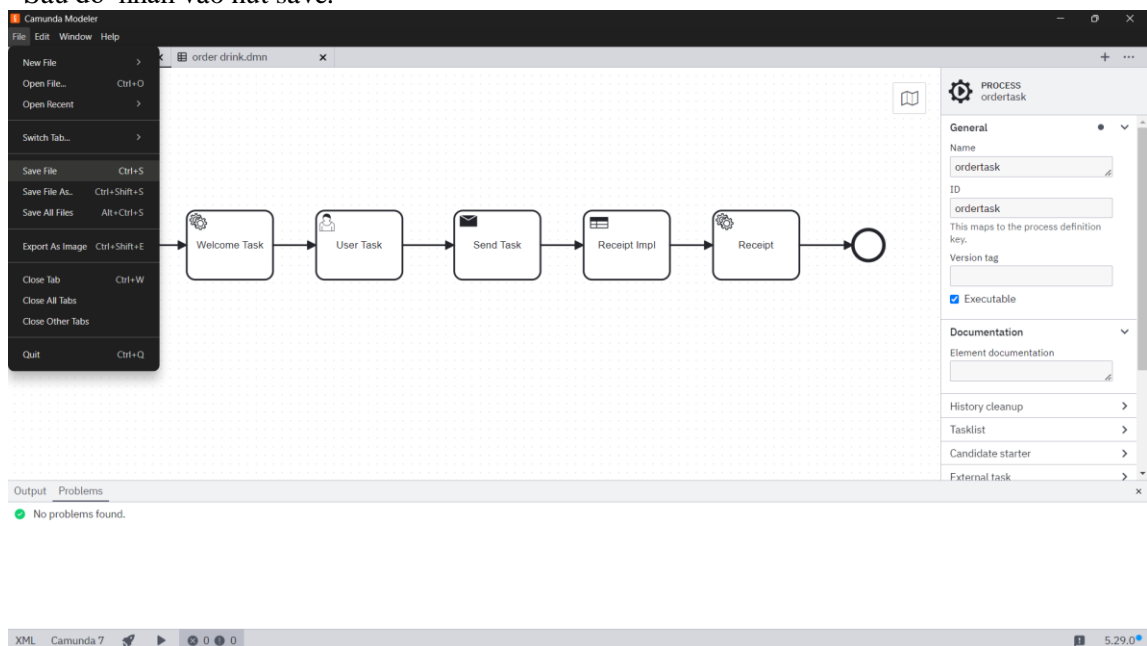 Sau đó nhấn vào nút save.
Camunda Modeler
File Edit Window Help
order drink.dmn
New File
Open File... Ctrl+O
Open Recent
Switch Tab...
Save File Ctrl+S
Save File As.. Ctrl+Shift+S
Save All Files Alt+Ctrl+S
Export As Image Ctrl+Shift+E
Close Tab Ctrl+W
Close All Tabs
Close Other Tabs
Quit Ctrl+Q
Welcome Task
User Task
Send Task
Receipt Impl
Receipt
PROCESS
ordertask
General
Name
ordertask
ID
ordertask
This maps to the process definition
key.
Version tag
Executable
Documentation
Element documentation
History cleanup
Tasklist
Candidate starter
External task
Output Problems
No problems found.
XML Camunda 7 0 0 5.29.0